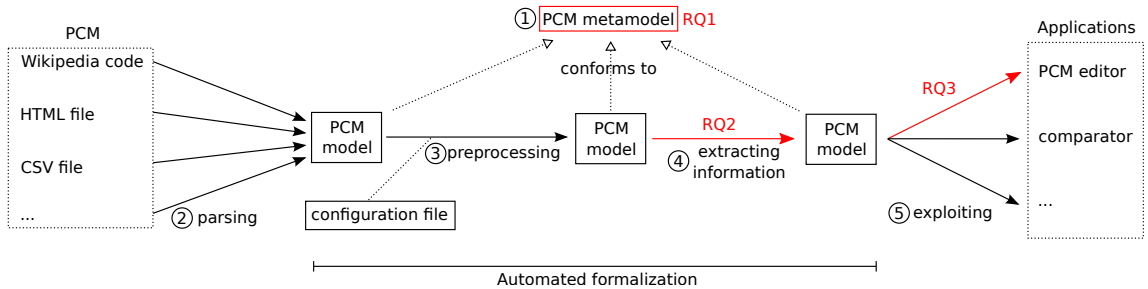 ① PCM metamodel RQ1
PCM
Applications
Wikipedia code
HTML file
CSV file
...
conforms to
PCM
model
PCM
model
PCM
model
② parsing
③ preprocessing
configuration file
RQ2
④ extracting
information
RQ3
⑤ exploiting
PCM editor
comparator
...
Automated formalization